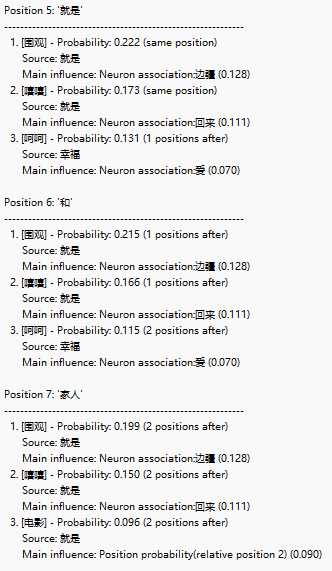 Position 5: '就是'
------------------------------------------------------------
1. [围观] - Probability: 0.222 (same position)
Source: 就是
Main influence: Neuron association:边疆 (0.128)
2. [嘻嘻] - Probability: 0.173 (same position)
Source: 就是
Main influence: Neuron association:回来 (0.111)
3. [呵呵] - Probability: 0.131 (1 positions after)
Source: 幸福
Main influence: Neuron association:爱 (0.070)
Position 6: '和'
------------------------------------------------------------
1. [围观] - Probability: 0.215 (1 positions after)
Source: 就是
Main influence: Neuron association:边疆 (0.128)
2. [嘻嘻] - Probability: 0.166 (1 positions after)
Source: 就是
Main influence: Neuron association:回来 (0.111)
3. [呵呵] - Probability: 0.115 (2 positions after)
Source: 幸福
Main influence: Neuron association:爱 (0.070)
Position 7: '家人'
------------------------------------------------------------
1. [围观] - Probability: 0.199 (2 positions after)
Source: 就是
Main influence: Neuron association:边疆 (0.128)
2. [嘻嘻] - Probability: 0.150 (2 positions after)
Source: 就是
Main influence: Neuron association:回来 (0.111)
3. [电影] - Probability: 0.096 (2 positions after)
Source: 就是
Main influence: Position probability(relative position 2) (0.090)